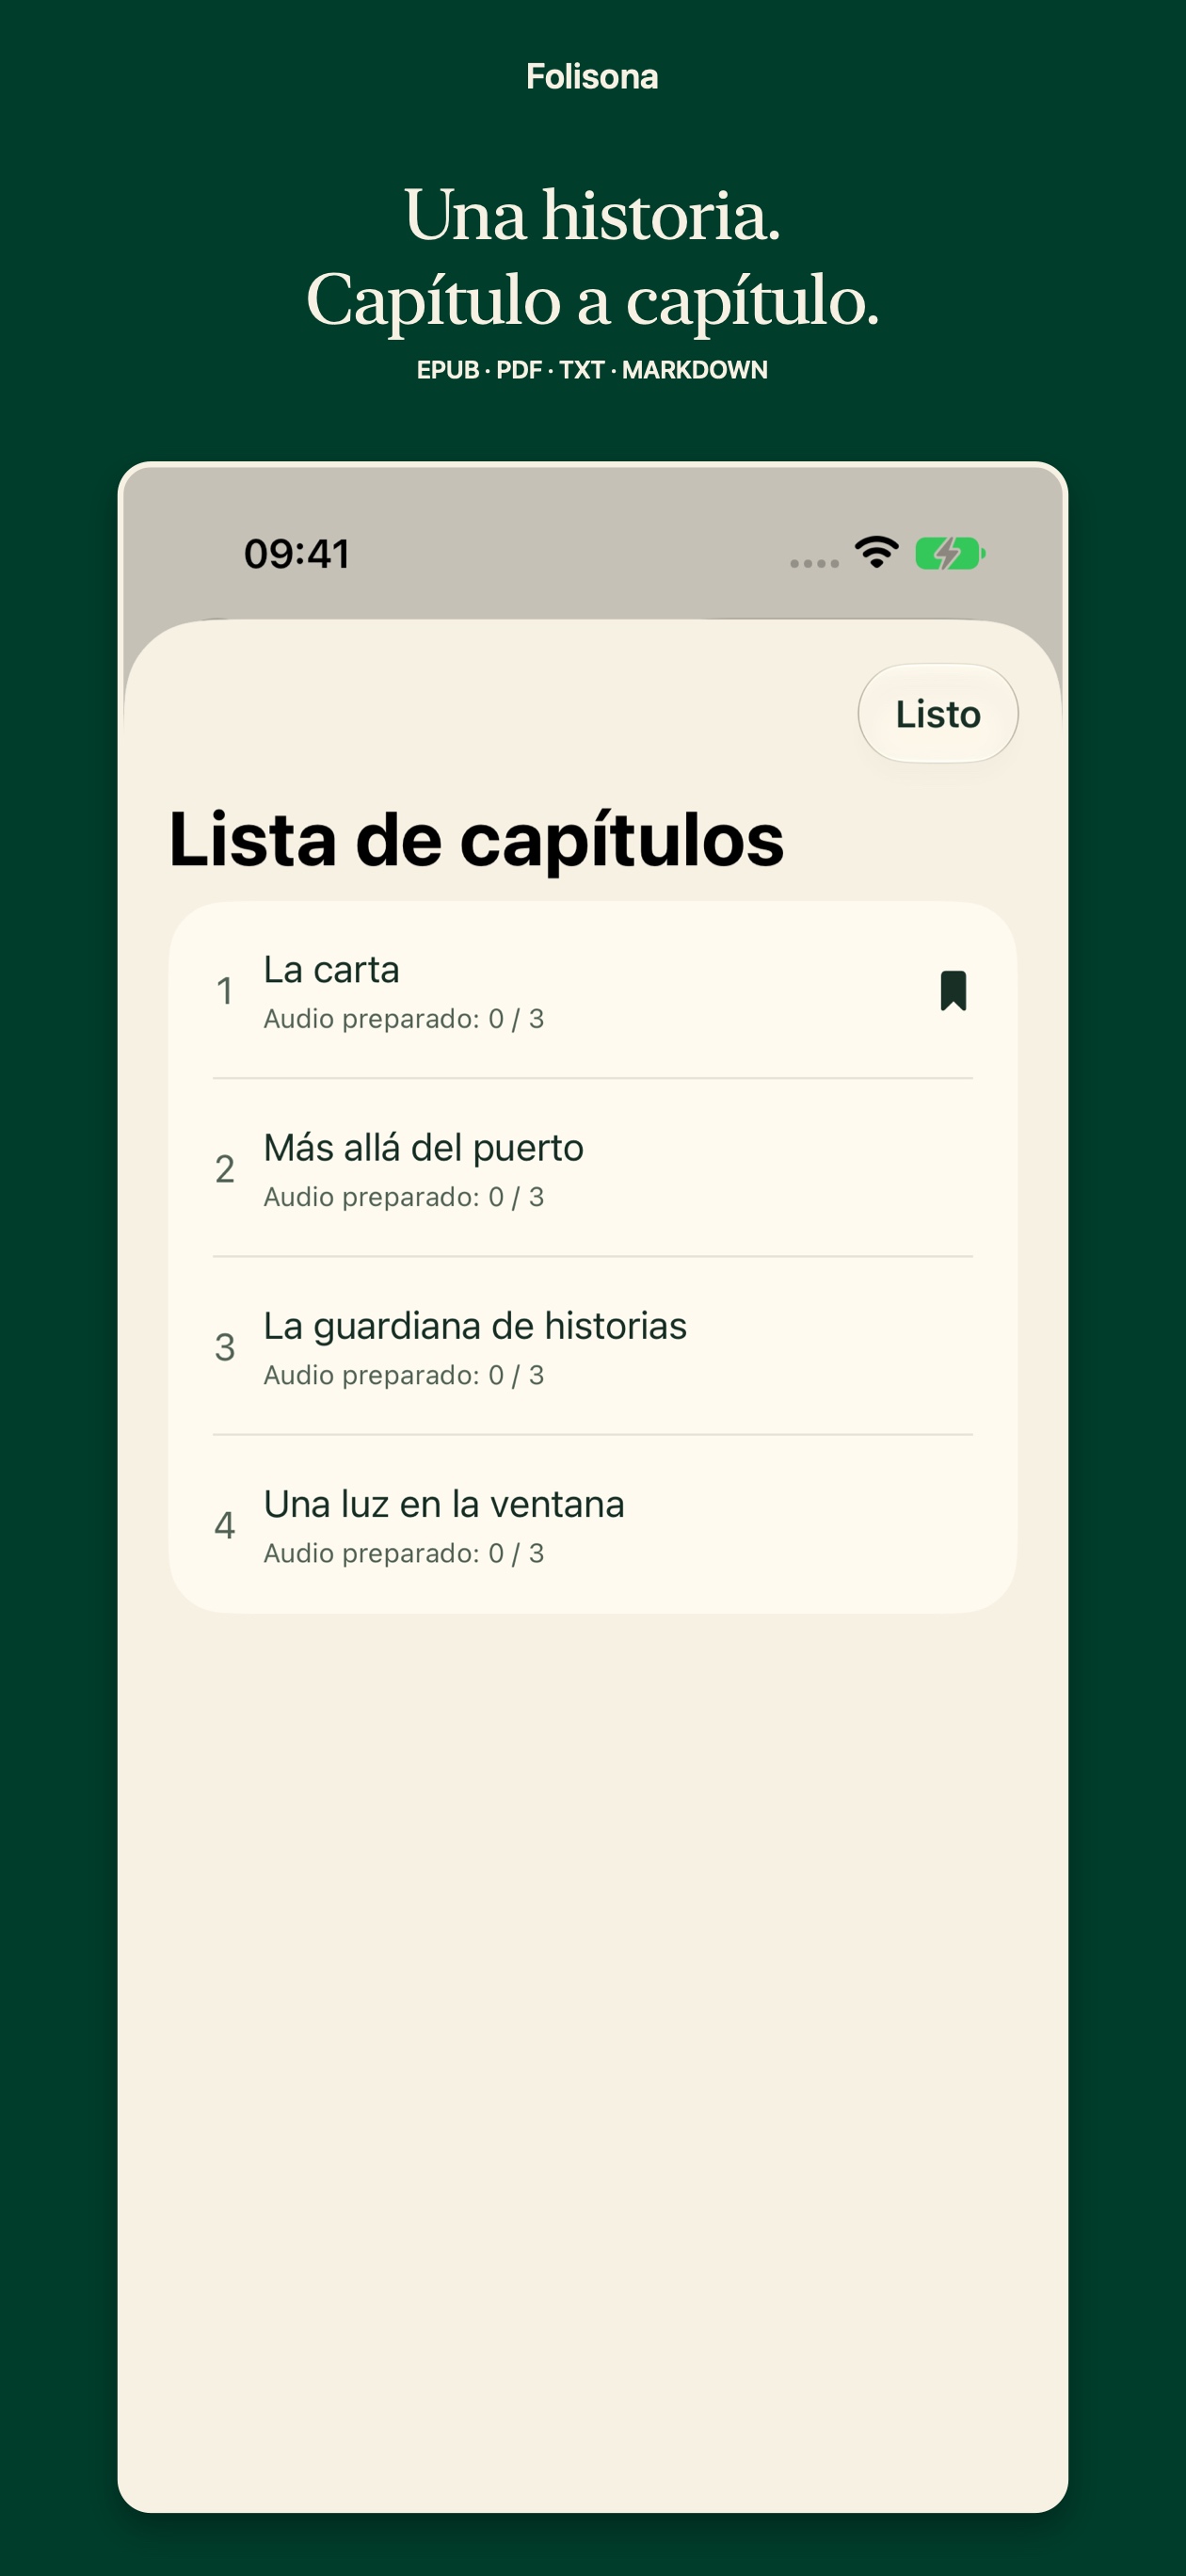 Folisona
Una historia.
Capítulo a capítulo.
EPUB · PDF · TXT · MARKDOWN
09:41
Listo
Lista de capítulos
1
La carta
Audio preparado: 0 / 3
2
Más allá del puerto
Audio preparado: 0 / 3
3
La guardiana de historias
Audio preparado: 0 / 3
4
Una luz en la ventana
Audio preparado: 0 / 3